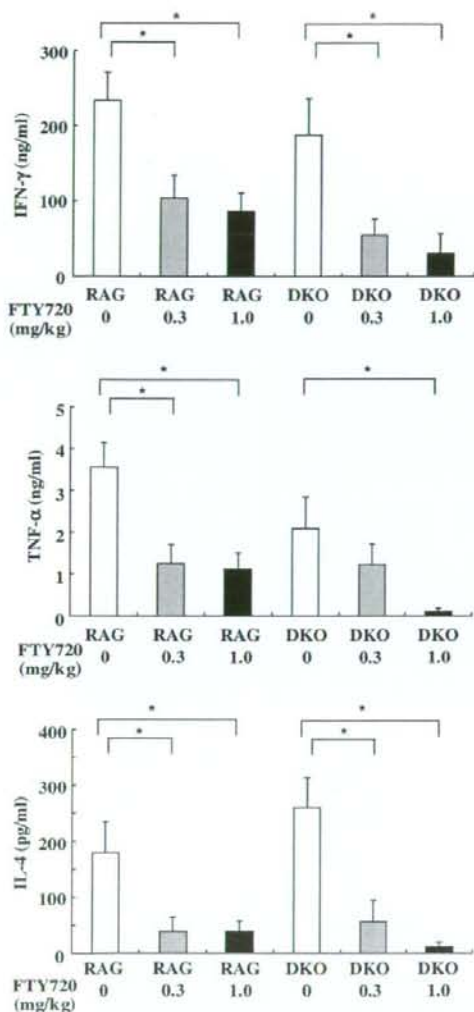 * *
* *
300
200
100
0
IFN-γ (ng/ml)
RAG RAG RAG DKO DKO DKO
FTY720 0 0.3 1.0 0 0.3 1.0
(mg/kg)
* *
*
5
4
3
2
1
0
TNF-α (ng/ml)
RAG RAG RAG DKO DKO DKO
FTY720 0 0.3 1.0 0 0.3 1.0
(mg/kg)
* *
* *
400
300
200
100
0
IL-4 (pg/ml)
RAG RAG RAG DKO DKO DKO
FTY720 0 0.3 1.0 0 0.3 1.0
(mg/kg)